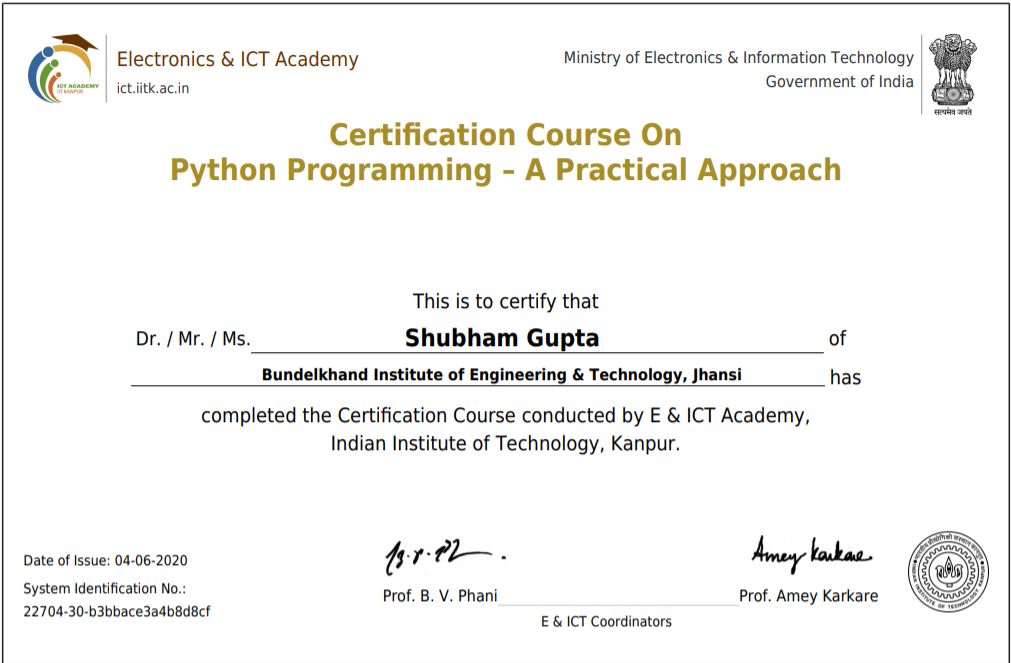 Electronics & ICT Academy
ict.iitk.ac.in
ICT ACADEMY
IIT KANPUR
Ministry of Electronics & Information Technology
Government of India
सत्यमेव जयते
Certification Course On
Python Programming – A Practical Approach
This is to certify that
Dr. / Mr. / Ms. Shubham Gupta of
Bundelkhand Institute of Engineering & Technology, Jhansi has
completed the Certification Course conducted by E & ICT Academy,
Indian Institute of Technology, Kanpur.
Date of Issue: 04-06-2020
System Identification No.:
22704-30-b3bbace3a4b8d8cf
Amey Karkare
Prof. B. V. Phani
Prof. Amey Karkare
E & ICT Coordinators
INSTITUTE OF TECHNOLOGY